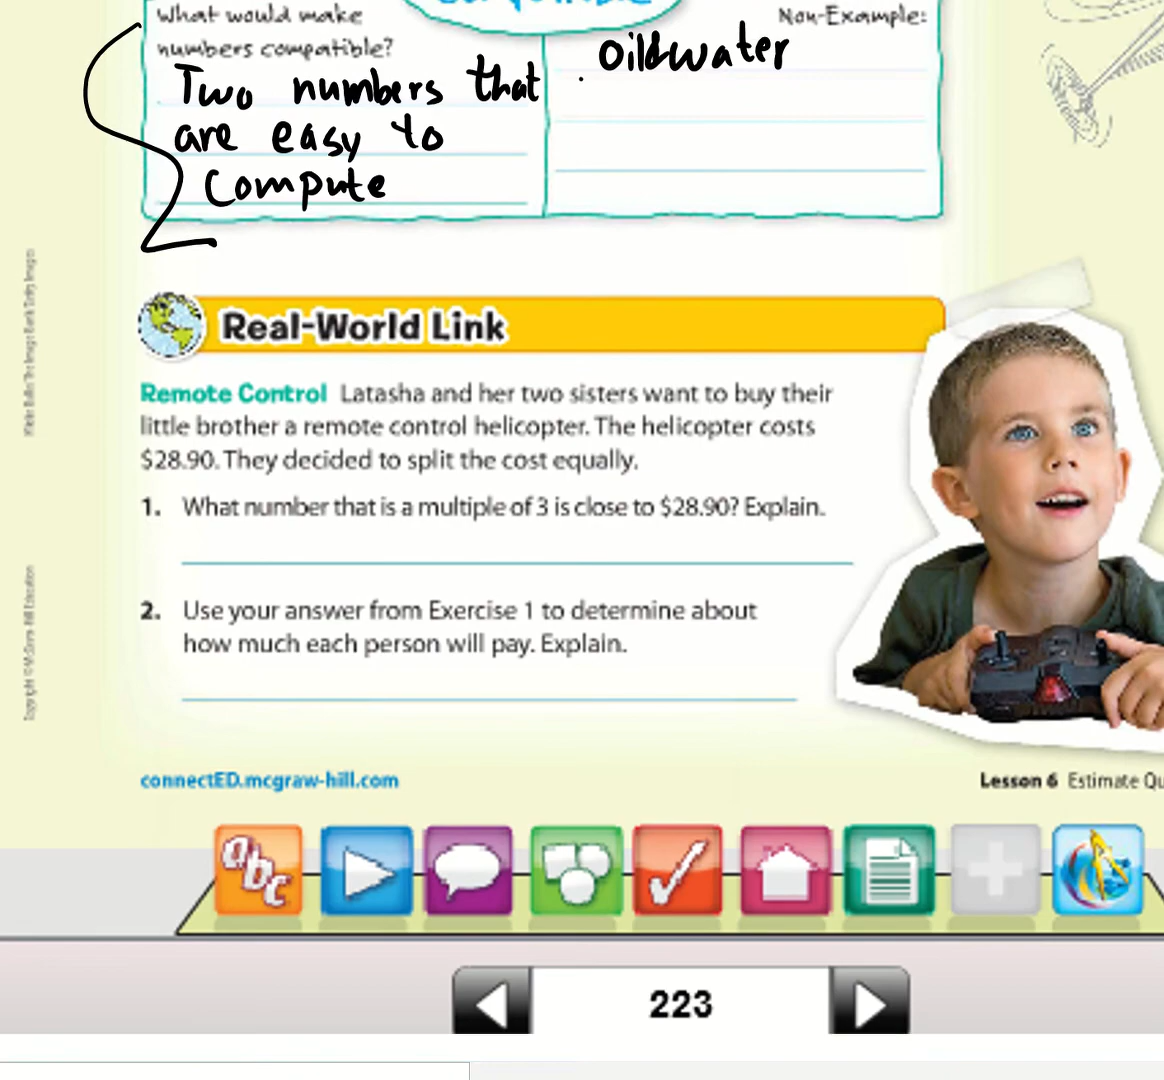 What would make
numbers compatible?
Two numbers that
are easy to
Compute
Non-Example:
oil&water
Real-World Link
Remote Control Latasha and her two sisters want to buy their
little brother a remote control helicopter. The helicopter costs
$28.90. They decided to split the cost equally.
1. What number that is a multiple of 3 is close to $28.90? Explain.
2. Use your answer from Exercise 1 to determine about
how much each person will pay. Explain.
connectED.mcgraw-hill.com
Lesson 6 Estimate Qu
abc
223